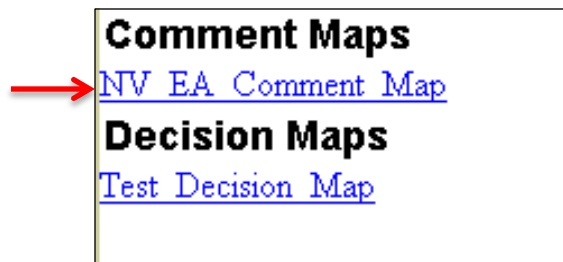 Comment Maps
NV EA Comment Map
Decision Maps
Test Decision Map